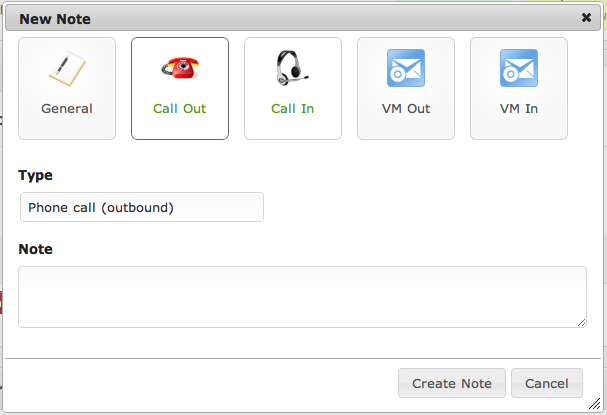 New Note
General
Call Out
Call In
VM Out
VM In
Type
Phone call (outbound)
Note
Create Note
Cancel